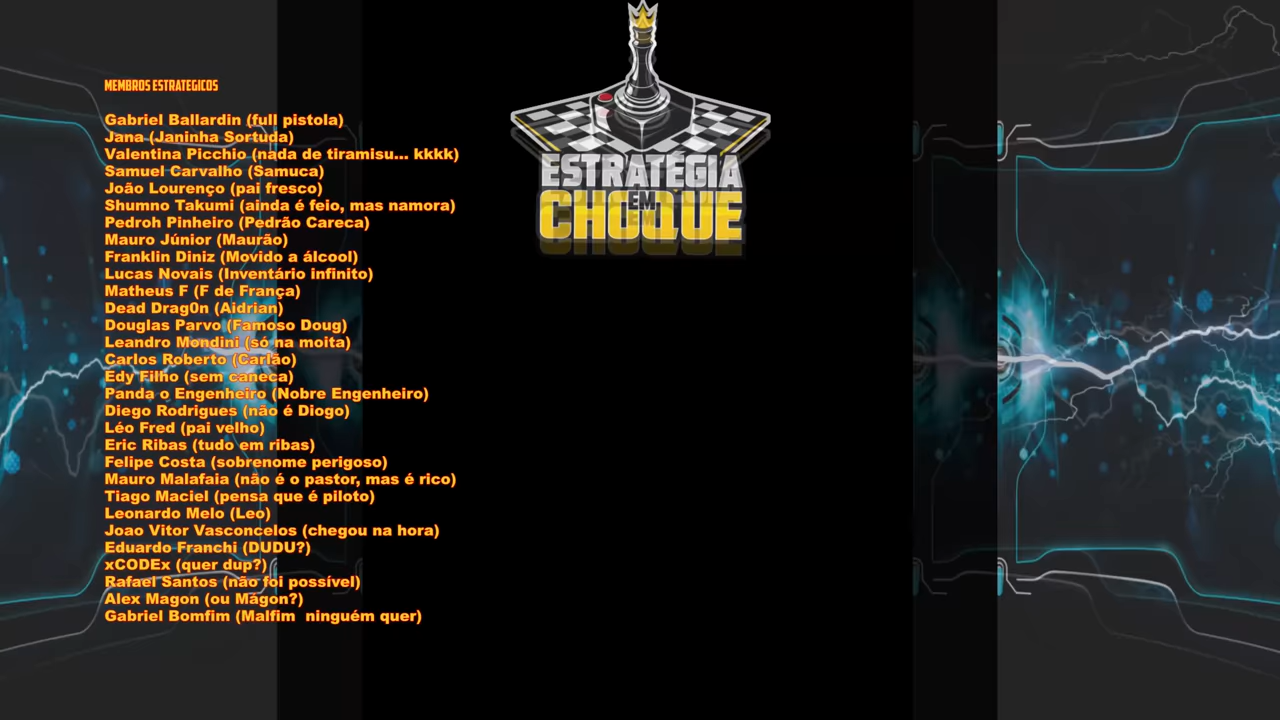 MEMBROS ESTRATEGICOS
Gabriel Ballardin (full pistola)
Jana (Janinha Sortuda)
Valentina Picchio (nada de tiramisu... kkkk)
Samuel Carvalho (Samuca)
João Lourenço (pai fresco)
Shumno Takumi (ainda é feio, mas namora)
Pedroh Pinheiro (Pedrão Careca)
Mauro Júnior (Maurão)
Franklin Diniz (Movido a álcool)
Lucas Novais (Inventário infinito)
Matheus F (F de França)
Dead Drag0n (Aidrian)
Douglas Parvo (Famoso Doug)
Leandro Mondini (só na moita)
Carlos Roberto (Carlão)
Edy Filho (sem caneca)
Panda o Engenheiro (Nobre Engenheiro)
Diego Rodrigues (não é Diogo)
Léo Fred (pai velho)
Eric Ribas (tudo em ribas)
Felipe Costa (sobrenome perigoso)
Mauro Malafaia (não é o pastor, mas é rico)
Tiago Maciel (pensa que é piloto)
Leonardo Melo (Leo)
Joao Vitor Vasconcelos (chegou na hora)
Eduardo Franchi (DUDU?)
xCODEx (quer dup?)
Rafael Santos (não foi possível)
Alex Magon (ou Mágon?)
Gabriel Bomfim (Malfim  ninguém quer)
ESTRATÉGIA
EM
CHOQUE